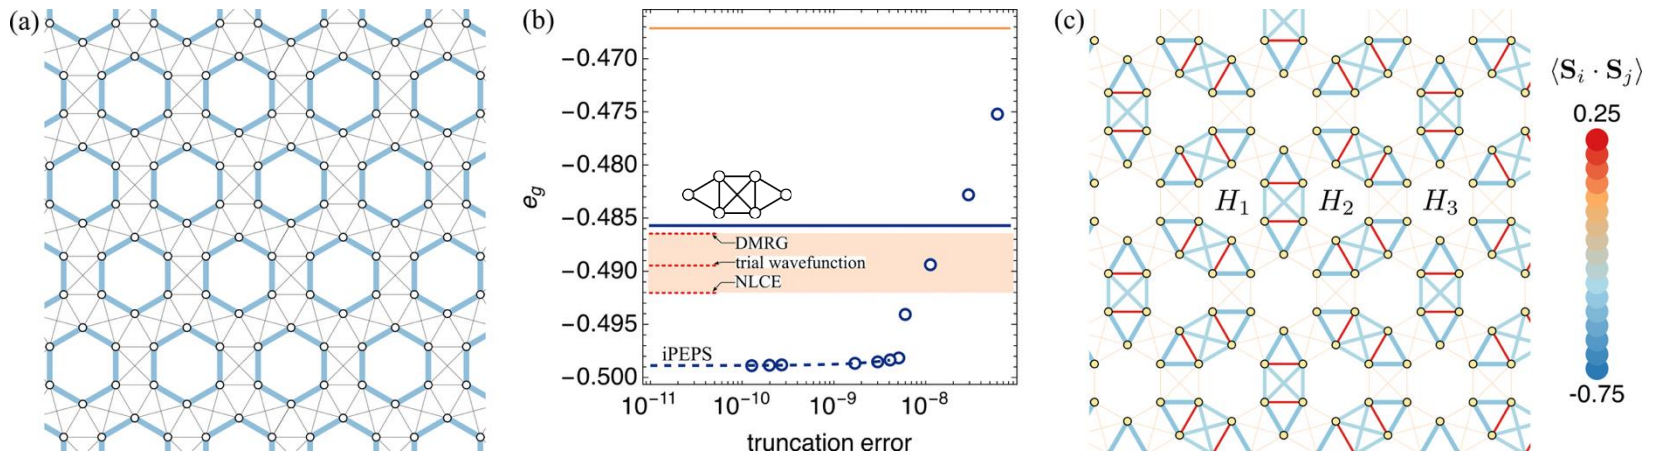 (a)
(b)
−0.470
−0.475
−0.480
−0.485
−0.490
−0.495
−0.500
e_g
DMRG
trial wavefunction
NLCE
iPEPS
10^−11
10^−10
10^−9
10^−8
truncation error
(c)
H_1
H_2
H_3
⟨S_i · S_j⟩
0.25
-0.75